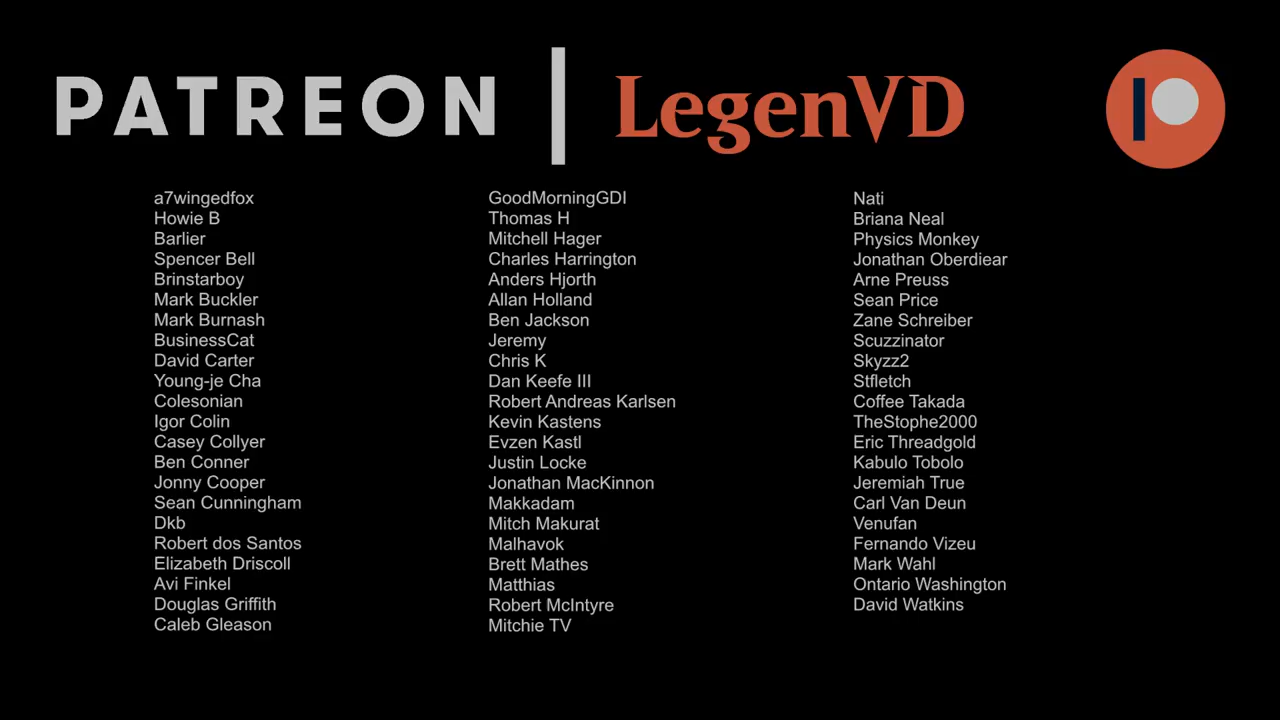 PATREON | LegenVD
a7wingedfox
Howie B
Barlier
Spencer Bell
Brinstarboy
Mark Buckler
Mark Burnash
BusinessCat
David Carter
Young-je Cha
Colesonian
Igor Colin
Casey Collyer
Ben Conner
Jonny Cooper
Sean Cunningham
Dkb
Robert dos Santos
Elizabeth Driscoll
Avi Finkel
Douglas Griffith
Caleb Gleason
GoodMorningGDI
Thomas H
Mitchell Hager
Charles Harrington
Anders Hjorth
Allan Holland
Ben Jackson
Jeremy
Chris K
Dan Keefe III
Robert Andreas Karlsen
Kevin Kastens
Evzen Kastl
Justin Locke
Jonathan MacKinnon
Makkadam
Mitch Makurat
Malhavok
Brett Mathes
Matthias
Robert McIntyre
Mitchie TV
Nati
Briana Neal
Physics Monkey
Jonathan Oberdiear
Arne Preuss
Sean Price
Zane Schreiber
Scuzzinator
Skyzz2
Stfletch
Coffee Takada
TheStophe2000
Eric Threadgold
Kabulo Tobolo
Jeremiah True
Carl Van Deun
Venufan
Fernando Vizeu
Mark Wahl
Ontario Washington
David Watkins